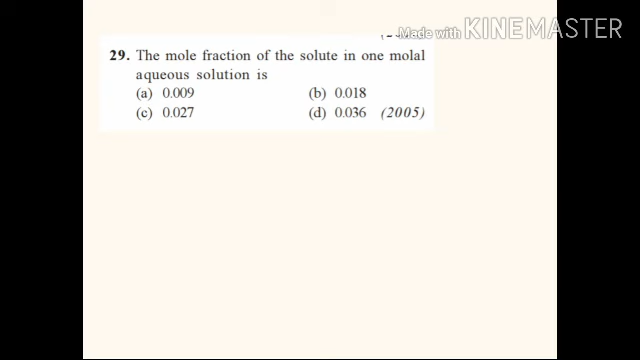 Made with KINEMASTER
29. The mole fraction of the solute in one molal
aqueous solution is
(a) 0.009 (b) 0.018
(c) 0.027 (d) 0.036 (2005)